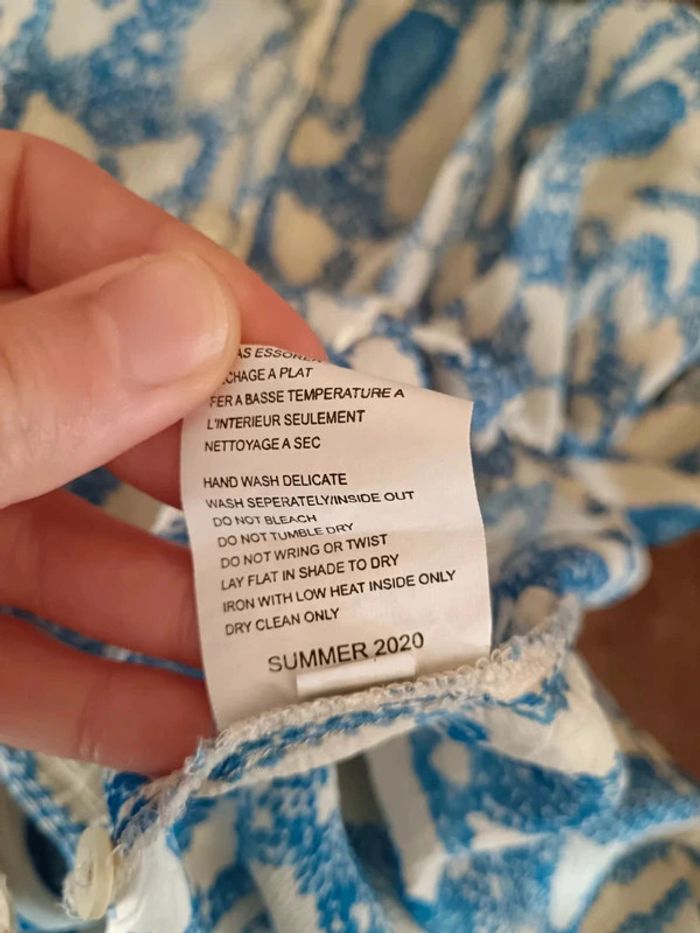 CHAGE A PLAT
FER A BASSE TEMPERATURE A
L'INTERIEUR SEULEMENT
NETTOYAGE A SEC
HAND WASH DELICATE
WASH SEPERATELY/INSIDE OUT
DO NOT BLEACH
DO NOT TUMBLE DRY
DO NOT WRING OR TWIST
LAY FLAT IN SHADE TO DRY
IRON WITH LOW HEAT INSIDE ONLY
DRY CLEAN ONLY
SUMMER 2020